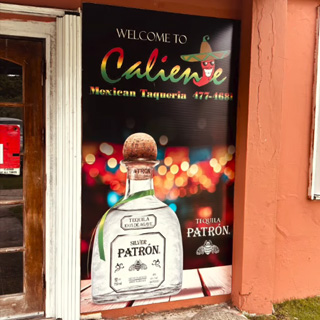 WELCOME TO
Caliente
Mexican Taqueria 477-468
TEQUILA
SILVER
PATRÓN
TEQUILA
PATRÓN.